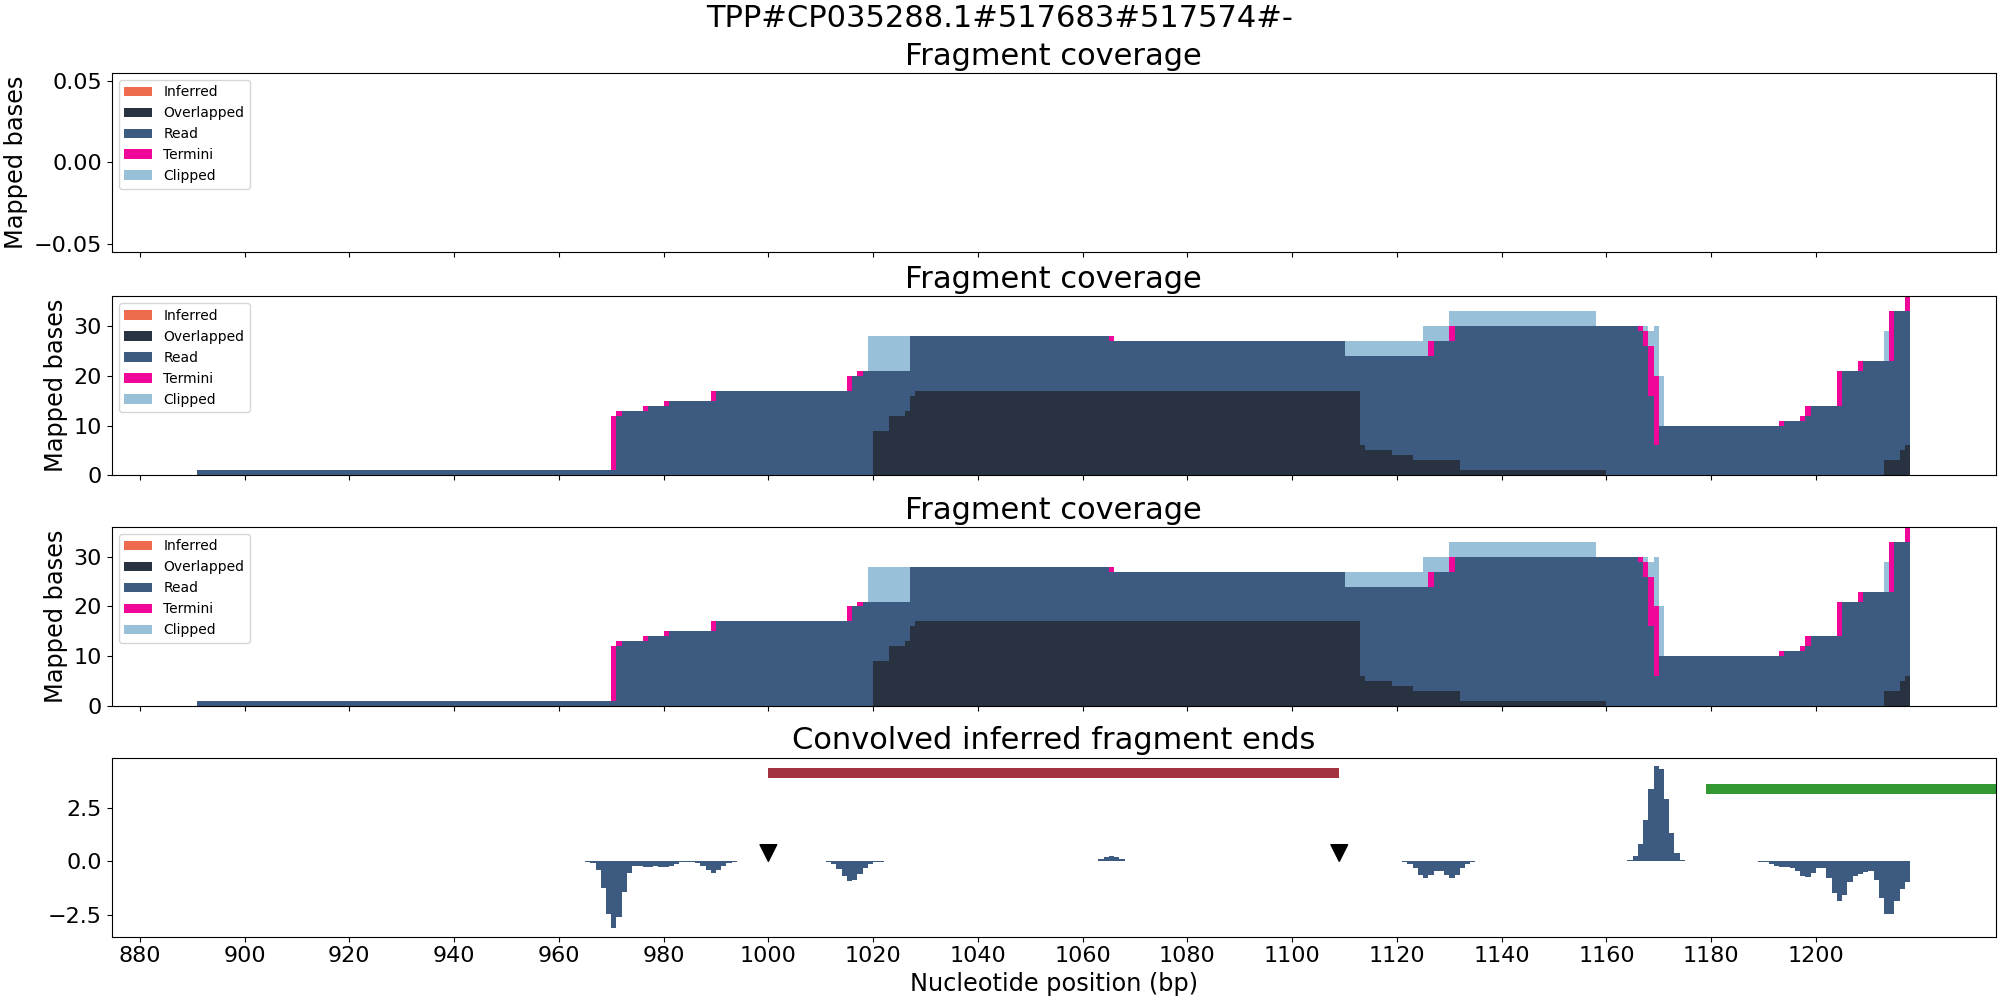 TPP#CP035288.1#517683#517574#-
Fragment coverage
Mapped bases
0.05
0.00
−0.05
Inferred
Overlapped
Read
Termini
Clipped
Fragment coverage
Mapped bases
30
20
10
0
Inferred
Overlapped
Read
Termini
Clipped
Fragment coverage
Mapped bases
30
20
10
0
Inferred
Overlapped
Read
Termini
Clipped
Convolved inferred fragment ends
2.5
0.0
−2.5
880 900 920 940 960 980 1000 1020 1040 1060 1080 1100 1120 1140 1160 1180 1200
Nucleotide position (bp)